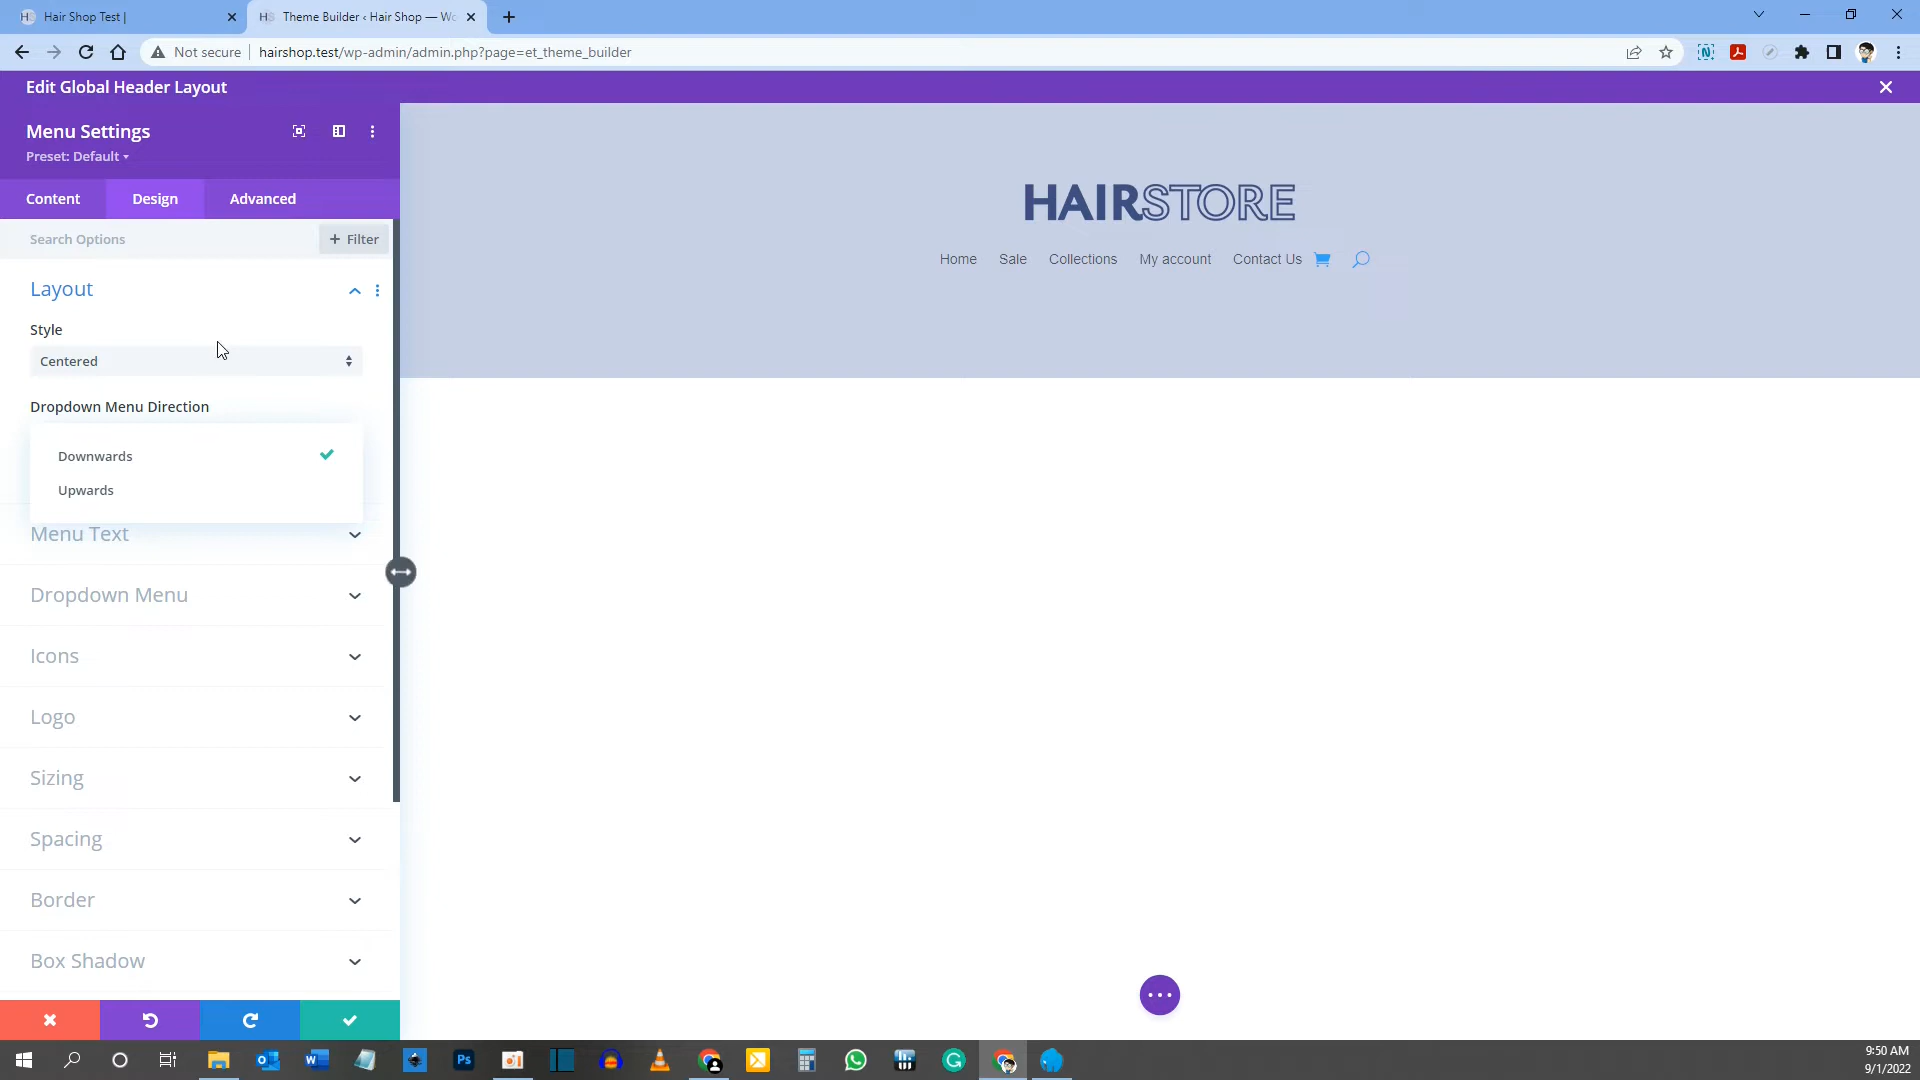 Hair Shop Test |
Theme Builder ‹ Hair Shop — Wo
Not secure
hairshop.test/wp-admin/admin.php?page=et_theme_builder
Edit Global Header Layout
Menu Settings
Preset: Default
Content
Design
Advanced
Search Options
+ Filter
Layout
Style
Centered
Dropdown Menu Direction
Downwards
Upwards
Menu Text
Dropdown Menu
Icons
Logo
Sizing
Spacing
Border
Box Shadow
HAIRSTORE
Home Sale Collections My account Contact Us
9:50 AM
9/1/2022